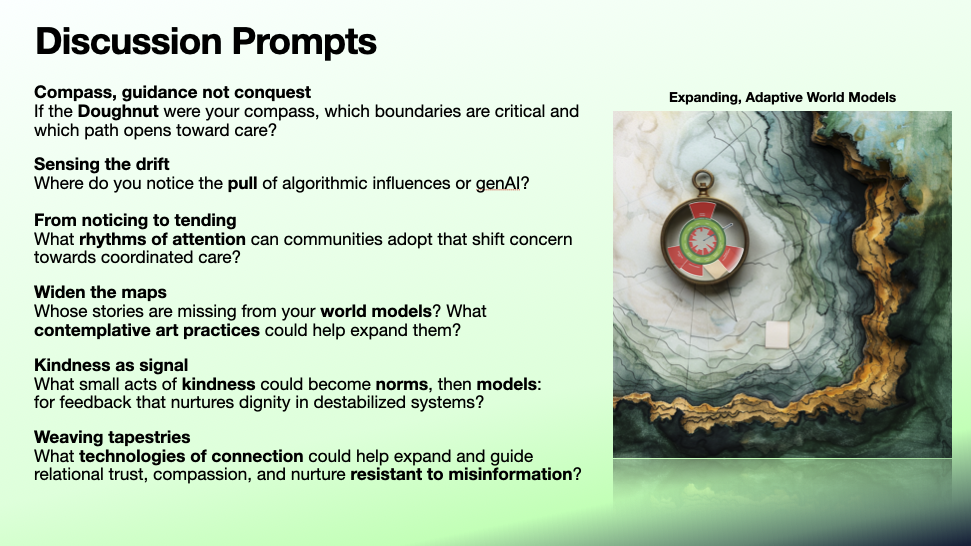 Discussion Prompts
Compass, guidance not conquest
If the Doughnut were your compass, which boundaries are critical and
which path opens toward care?
Sensing the drift
Where do you notice the pull of algorithmic influences or genAI?
From noticing to tending
What rhythms of attention can communities adopt that shift concern
towards coordinated care?
Widen the maps
Whose stories are missing from your world models? What
contemplative art practices could help expand them?
Kindness as signal
What small acts of kindness could become norms, then models:
for feedback that nurtures dignity in destabilized systems?
Weaving tapestries
What technologies of connection could help expand and guide
relational trust, compassion, and nurture resistant to misinformation?
Expanding, Adaptive World Models